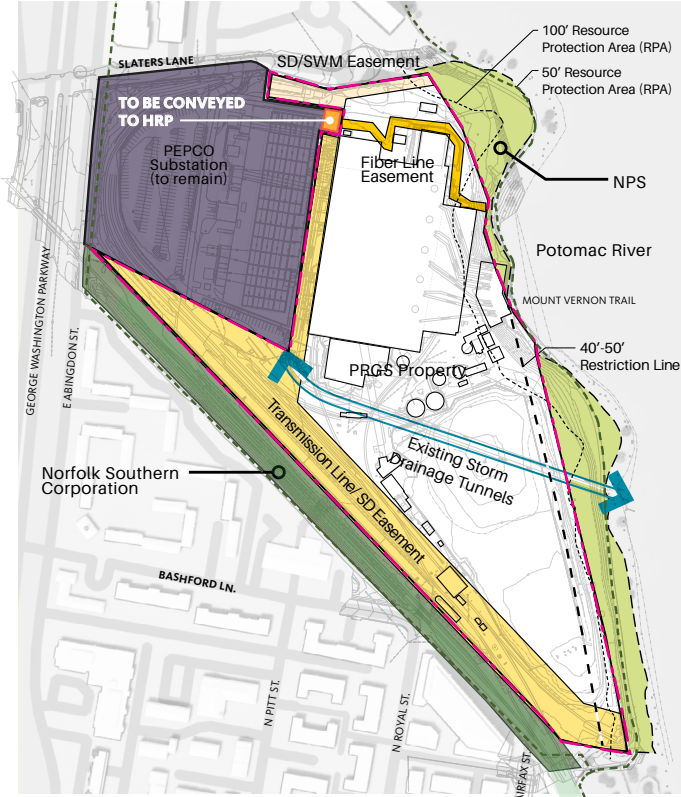 SLATERS LANE
SD/SWM Easement
100’ Resource
Protection Area (RPA)
50’ Resource
Protection Area (RPA)
TO BE CONVEYED
TO HRP
PEPCO
Substation
(to remain)
Fiber Line
Easement
NPS
Potomac River
GEORGE WASHINGTON PARKWAY
E ABINGDON ST.
MOUNT VERNON TRAIL
40’-50’
Restriction Line
PRGS Property
Transmission Line/ SD Easement
Existing Storm
Drainage Tunnels
Norfolk Southern
Corporation
BASHFORD LN.
N PITT ST.
N ROYAL ST.
AIRFAX ST.